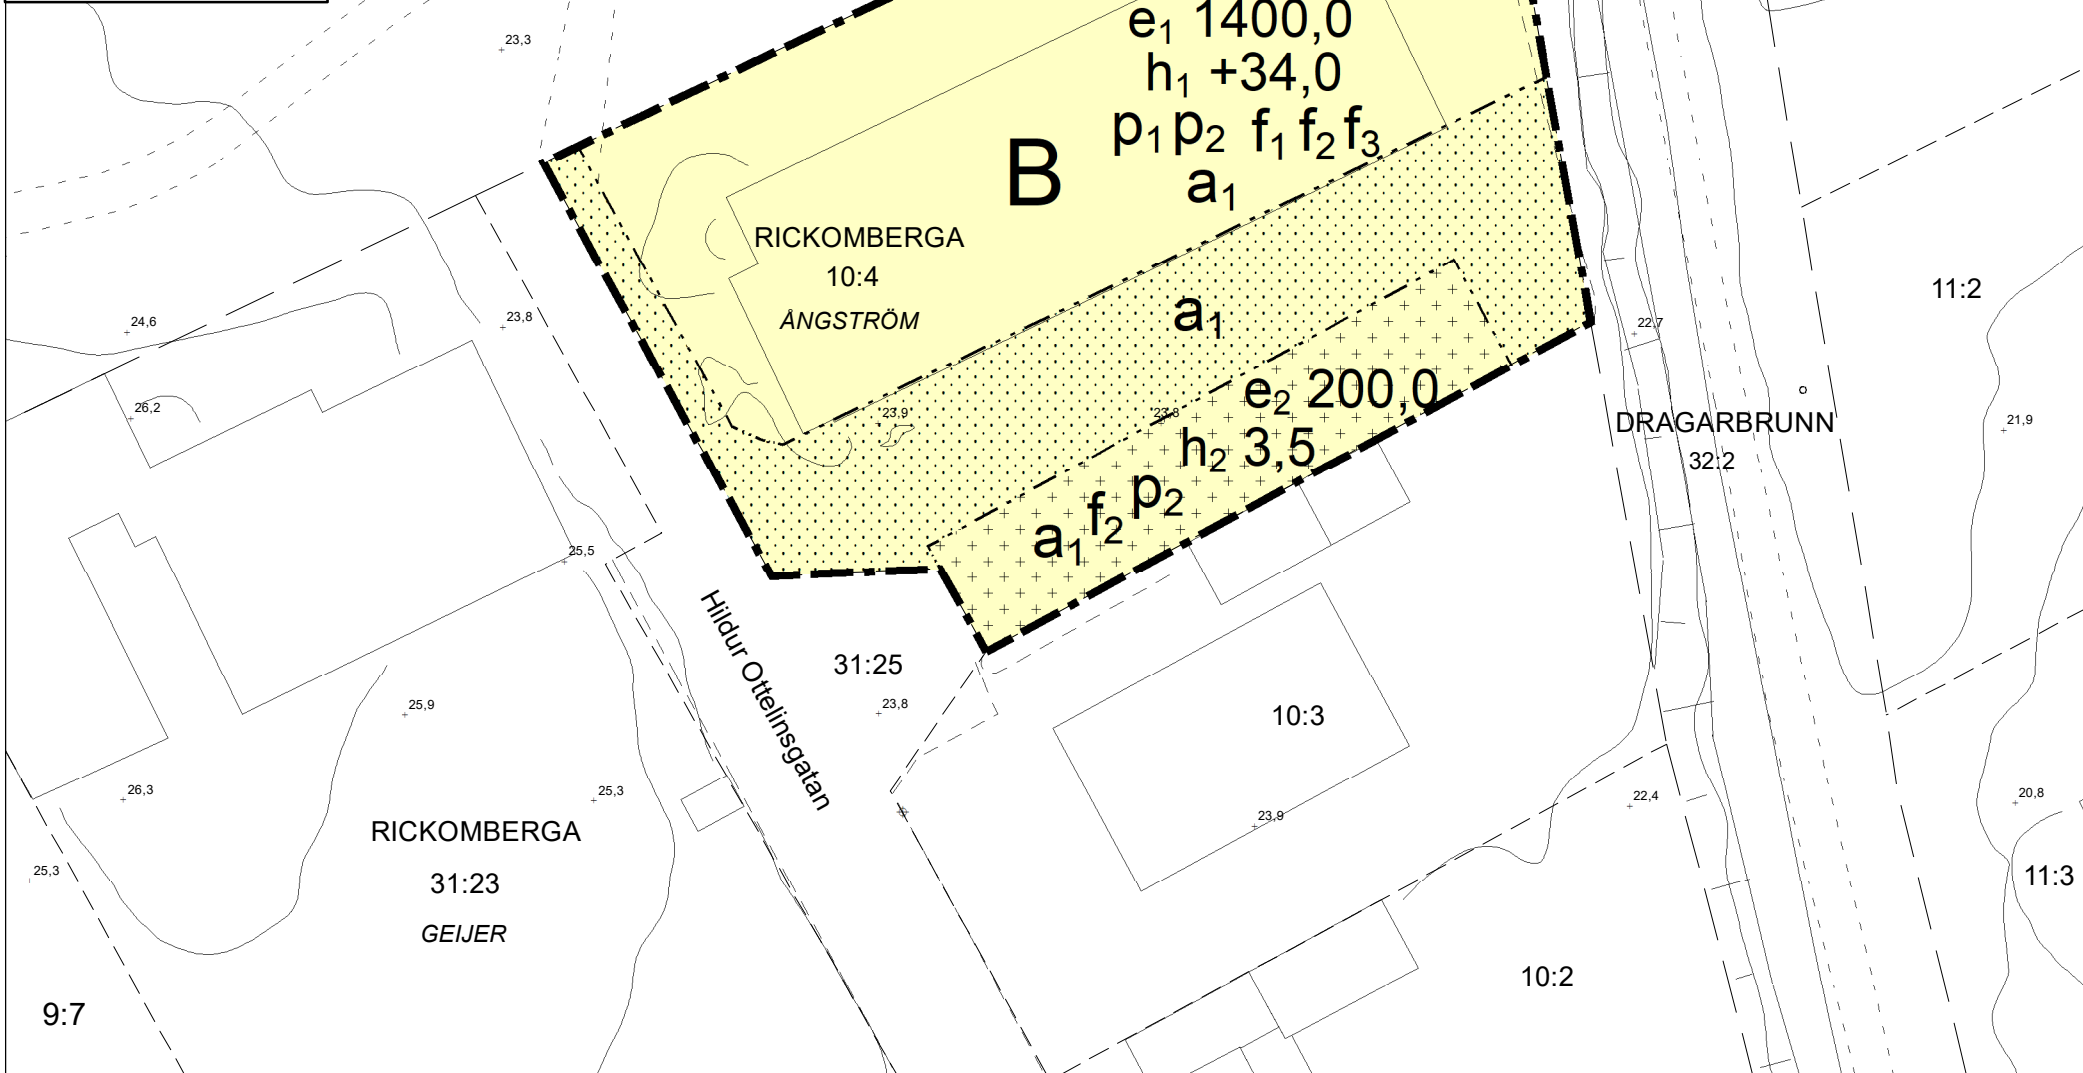 e1 1400,0
h1 +34,0
p1 p2 f1 f2 f3
a1
B
23,3
RICKOMBERGA
10:4
ÅNGSTRÖM
a1
11:2
24,6
23,8
22,7
26,2
23,9
23,8
e2 200,0
h2 3,5
a1 f2 p2
DRAGARBRUNN
32:2
21,9
25,5
Hildur Ottelinsgatan
31:25
23,8
25,9
10:3
26,3
25,3
23,9
22,4
20,8
RICKOMBERGA
31:23
GEIJER
25,3
11:3
10:2
9:7